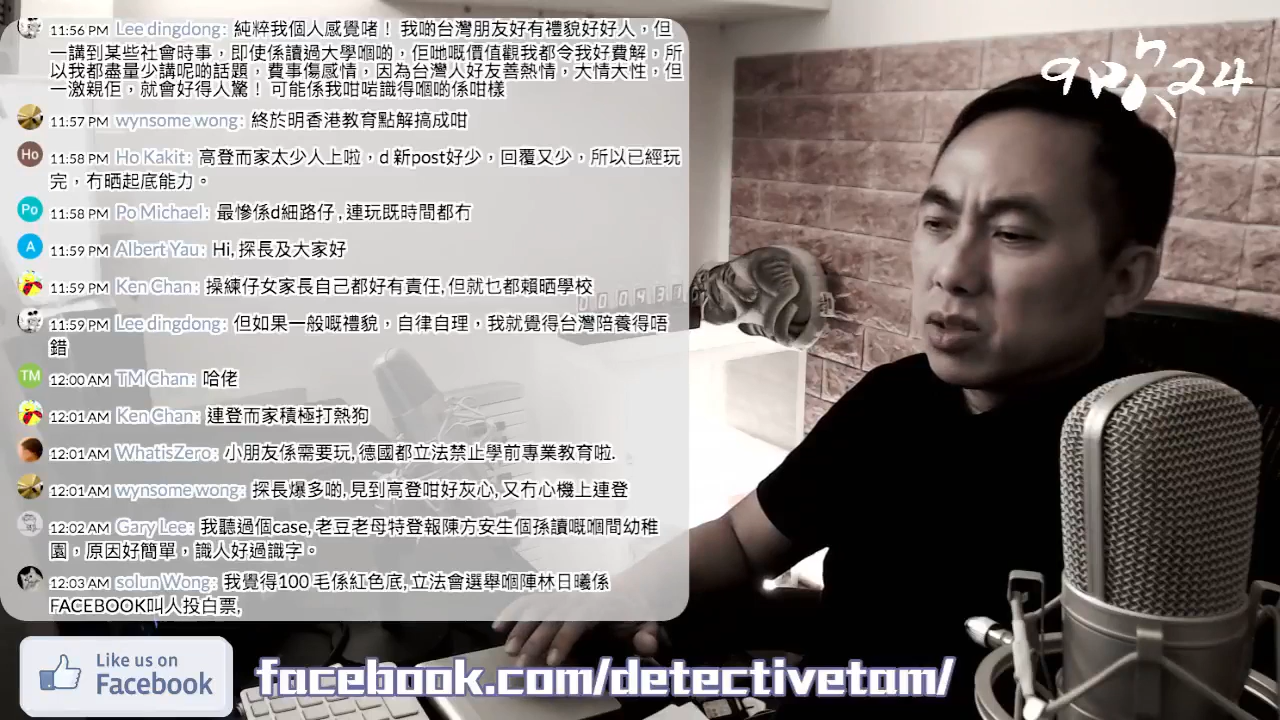 11:56 PM Lee dingdong: 純粹我個人感覺啫！ 我啲台灣朋友好有禮貌好好人，但
一講到某些社會時事，即使係讀過大學嗰啲，佢哋嘅價值觀我都令我好費解，所
以我都盡量少講呢啲話題，費事傷感情，因為台灣人好友善熱情，大情大性，但
一激親佢，就會好得人驚！ 可能係我咁啱識得嗰啲係咁樣
11:57 PM wynsome wong: 終於明香港教育點解搞成咁
Ho 11:58 PM Ho Kakit: 高登而家太少人上啦，d 新post好少，回覆又少，所以已經玩
完，冇晒起底能力。
Po 11:58 PM Po Michael: 最慘係d細路仔 , 連玩既時間都冇
A 11:59 PM Albert Yau: Hi, 探長及大家好
11:59 PM Ken Chan: 操練仔女家長自己都好有責任, 但就乜都賴晒學校
11:59 PM Lee dingdong: 但如果一般嘅禮貌，自律自理，我就覺得台灣陪養得唔
錯
TM 12:00 AM TM Chan: 哈佬
12:01 AM Ken Chan: 連登而家積極打熱狗
12:01 AM WhatisZero: 小朋友係需要玩, 德國都立法禁止學前專業教育啦.
12:01 AM wynsome wong: 探長爆多啲, 見到高登咁好灰心, 又冇心機上連登
12:02 AM Gary Lee: 我聽過個case, 老豆老母特登報陳方安生個孫讀嘅嗰間幼稚
園，原因好簡單，識人好過識字。
12:03 AM solun Wong: 我覺得100 毛係紅色底, 立法會選舉嗰陣林日曦係
FACEBOOK叫人投白票,
Like us on
Facebook
facebook.com/detectivetam/